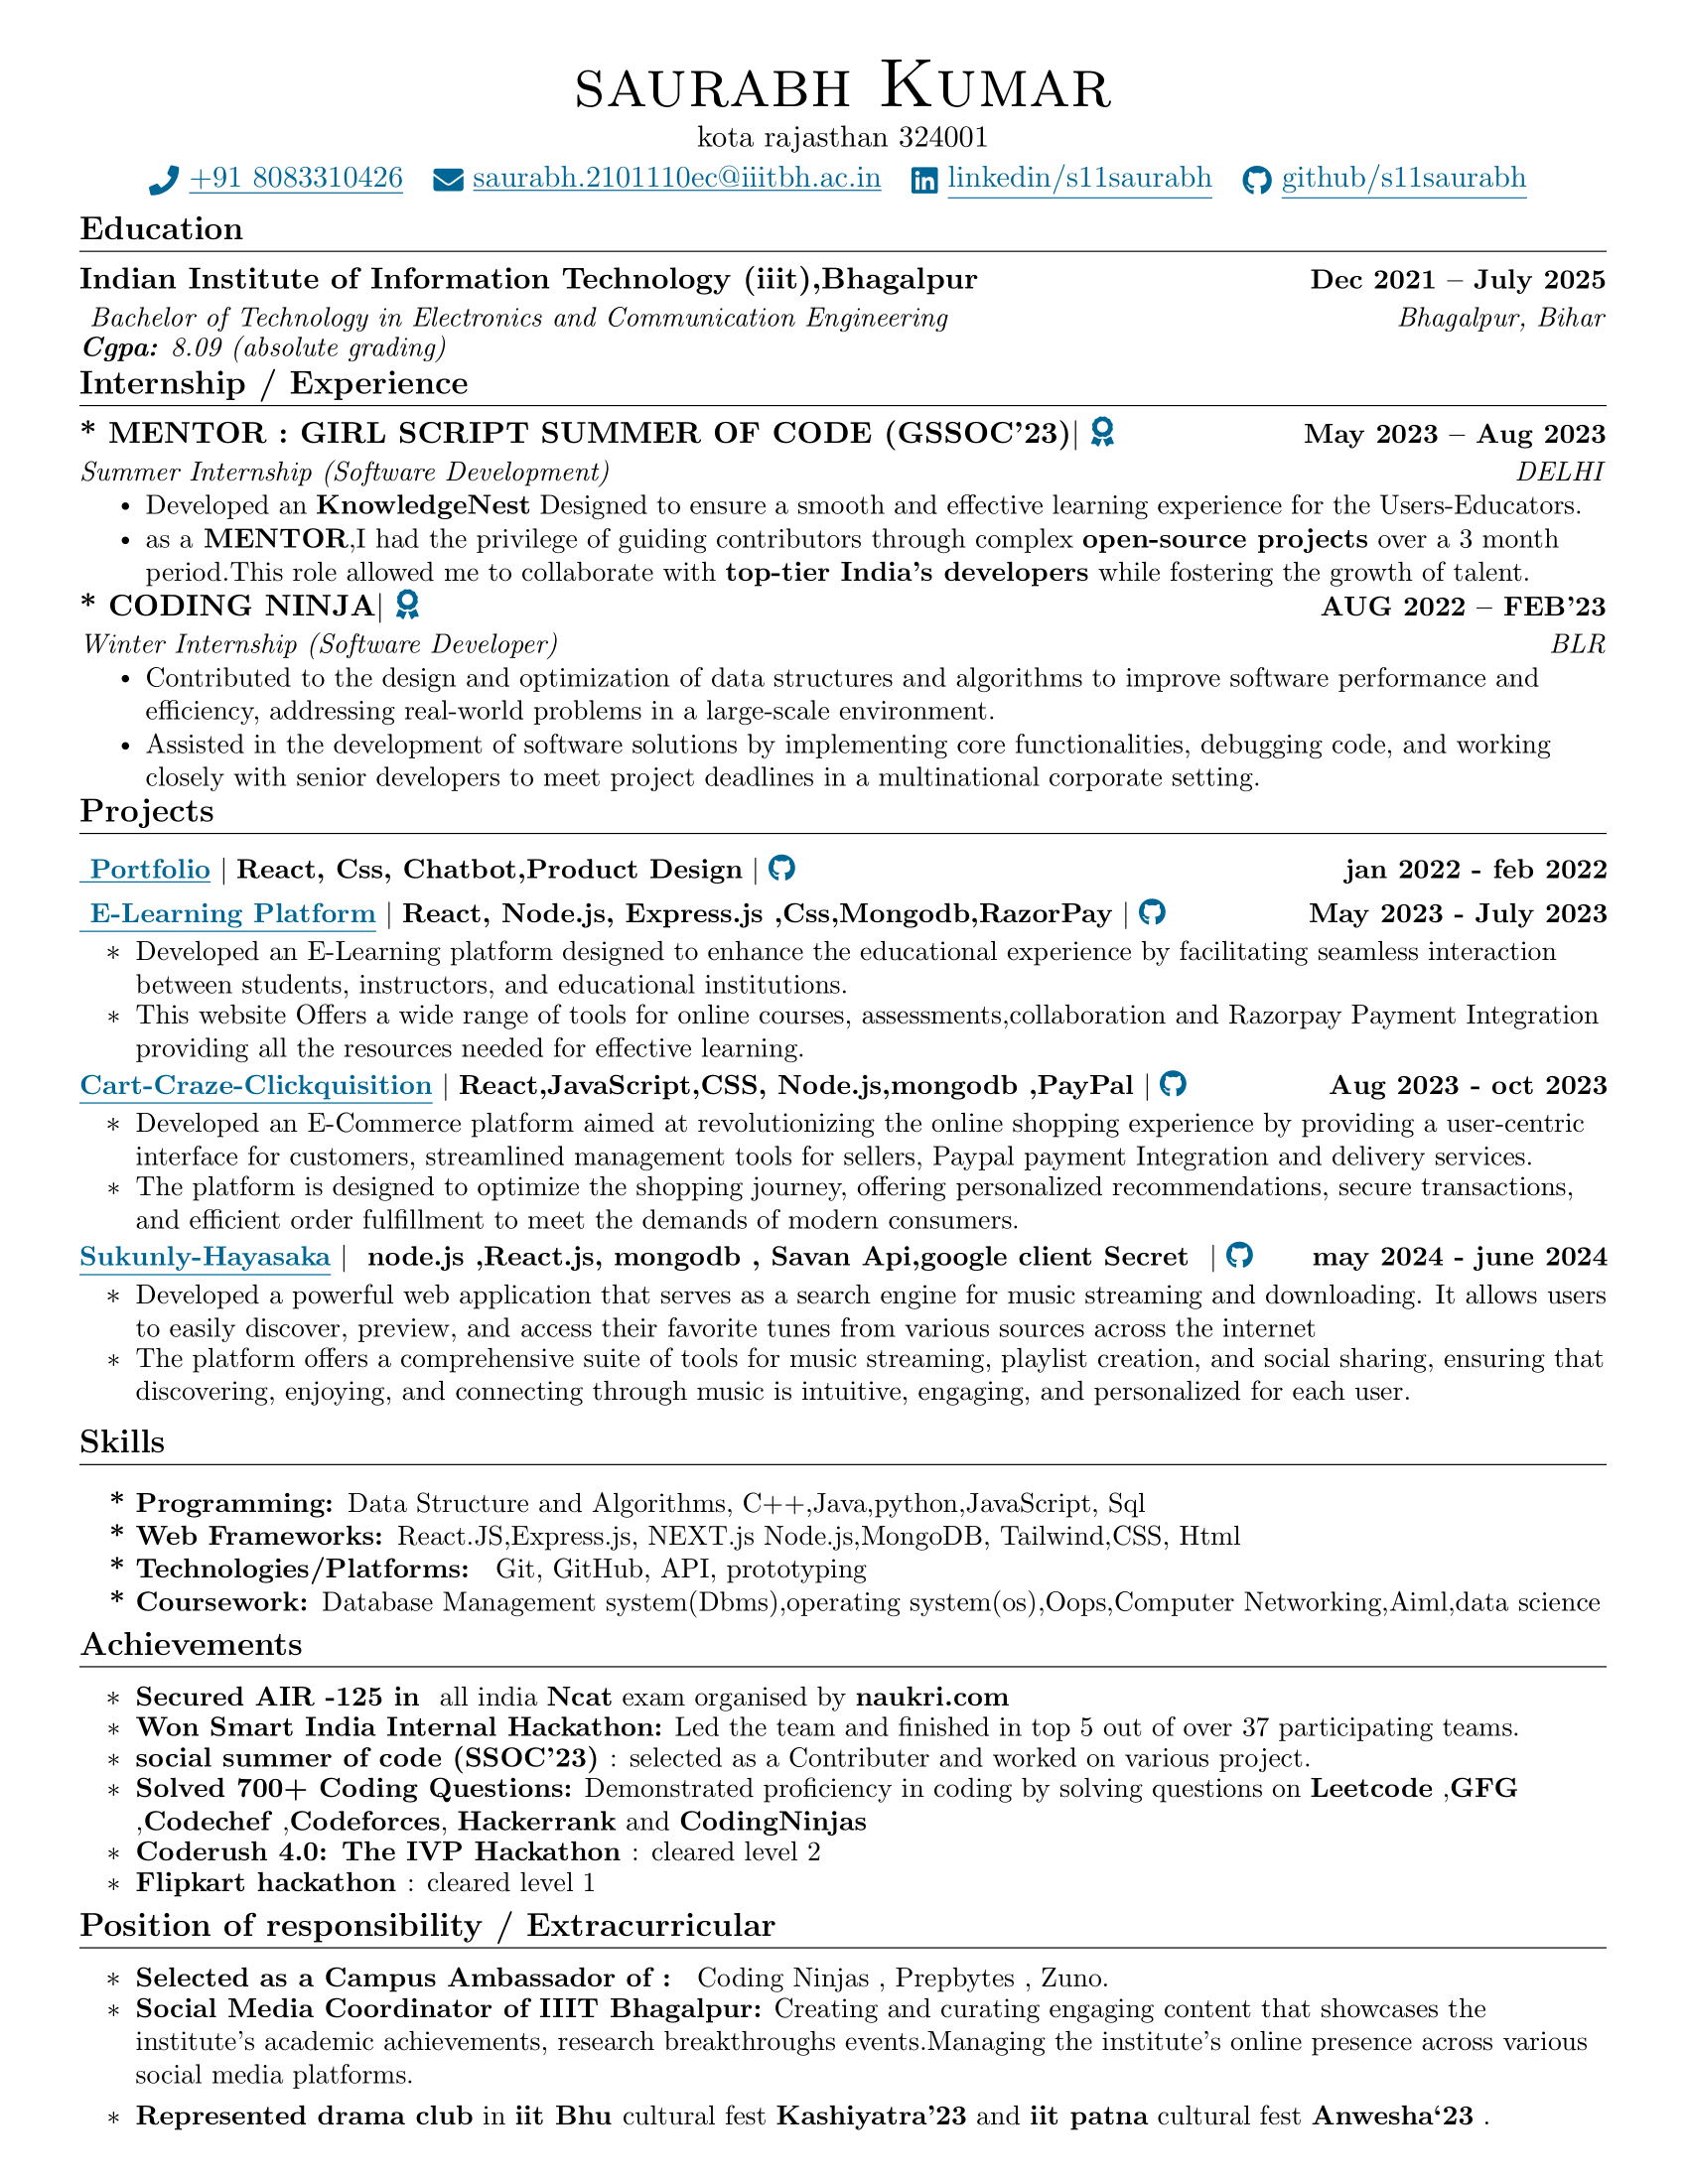 SAURABH KUMAR
kota rajasthan 324001
+91 8083310426 saurabh.2101110ec@iiitbh.ac.in linkedin/s11saurabh github/s11saurabh
Education
Indian Institute of Information Technology (iiit),Bhagalpur Dec 2021 – July 2025
Bachelor of Technology in Electronics and Communication Engineering Bhagalpur, Bihar
Cgpa: 8.09 (absolute grading)
Internship / Experience
* MENTOR : GIRL SCRIPT SUMMER OF CODE (GSSOC'23)| May 2023 – Aug 2023
Summer Internship (Software Development) DELHI
• Developed an KnowledgeNest Designed to ensure a smooth and effective learning experience for the Users-Educators.
• as a MENTOR,I had the privilege of guiding contributors through complex open-source projects over a 3 month
period.This role allowed me to collaborate with top-tier India's developers while fostering the growth of talent.
* CODING NINJA| AUG 2022 – FEB'23
Winter Internship (Software Developer) BLR
• Contributed to the design and optimization of data structures and algorithms to improve software performance and
efficiency, addressing real-world problems in a large-scale environment.
• Assisted in the development of software solutions by implementing core functionalities, debugging code, and working
closely with senior developers to meet project deadlines in a multinational corporate setting.
Projects
Portfolio | React, Css, Chatbot,Product Design | jan 2022 - feb 2022
E-Learning Platform | React, Node.js, Express.js ,Css,Mongodb,RazorPay | May 2023 - July 2023
* Developed an E-Learning platform designed to enhance the educational experience by facilitating seamless interaction
between students, instructors, and educational institutions.
* This website Offers a wide range of tools for online courses, assessments,collaboration and Razorpay Payment Integration
providing all the resources needed for effective learning.
Cart-Craze-Clickquisition | React,JavaScript,CSS, Node.js,mongodb ,PayPal | Aug 2023 - oct 2023
* Developed an E-Commerce platform aimed at revolutionizing the online shopping experience by providing a user-centric
interface for customers, streamlined management tools for sellers, Paypal payment Integration and delivery services.
* The platform is designed to optimize the shopping journey, offering personalized recommendations, secure transactions,
and efficient order fulfillment to meet the demands of modern consumers.
Sukunly-Hayasaka | node.js ,React.js, mongodb , Savan Api,google client Secret | may 2024 - june 2024
* Developed a powerful web application that serves as a search engine for music streaming and downloading. It allows users
to easily discover, preview, and access their favorite tunes from various sources across the internet
* The platform offers a comprehensive suite of tools for music streaming, playlist creation, and social sharing, ensuring that
discovering, enjoying, and connecting through music is intuitive, engaging, and personalized for each user.
Skills
* Programming: Data Structure and Algorithms, C++,Java,python,JavaScript, Sql
* Web Frameworks: React.JS,Express.js, NEXT.js Node.js,MongoDB, Tailwind,CSS, Html
* Technologies/Platforms: Git, GitHub, API, prototyping
* Coursework: Database Management system(Dbms),operating system(os),Oops,Computer Networking,Aiml,data science
Achievements
* Secured AIR -125 in all india Ncat exam organised by naukri.com
* Won Smart India Internal Hackathon: Led the team and finished in top 5 out of over 37 participating teams.
* social summer of code (SSOC'23) : selected as a Contributer and worked on various project.
* Solved 700+ Coding Questions: Demonstrated proficiency in coding by solving questions on Leetcode ,GFG
,Codechef ,Codeforces, Hackerrank and CodingNinjas
* Coderush 4.0: The IVP Hackathon : cleared level 2
* Flipkart hackathon : cleared level 1
Position of responsibility / Extracurricular
* Selected as a Campus Ambassador of : Coding Ninjas , Prepbytes , Zuno.
* Social Media Coordinator of IIIT Bhagalpur: Creating and curating engaging content that showcases the
institute's academic achievements, research breakthroughs events.Managing the institute's online presence across various
social media platforms.
* Represented drama club in iit Bhu cultural fest Kashiyatra'23 and iit patna cultural fest Anwesha‘23 .